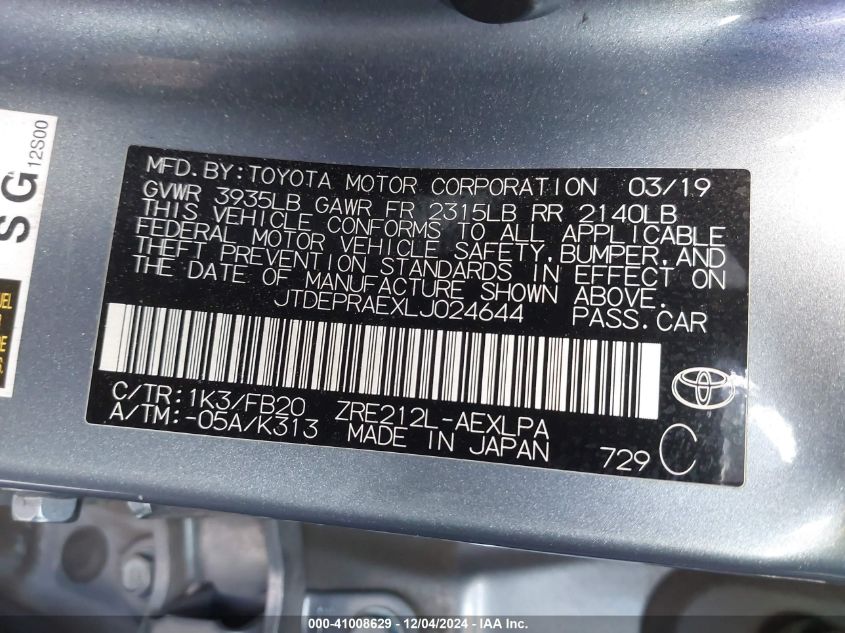 MFD.BY:TOYOTA MOTOR CORPORATION 03/19
GVWR 3935LB GAWR FR 2315LB RR 2140LB
THIS VEHICLE CONFORMS TO ALL APPLICABLE
FEDERAL MOTOR VEHICLE SAFETY,BUMPER,AND
THEFT PREVENTION STANDARDS IN EFFECT ON
THE DATE OF MANUFACTURE SHOWN ABOVE.
JTDEPRAEXLJ024644 PASS.CAR
C/TR:1K3/FB20 ZRE212L-AEXLPA
A/TM:-05A/K313 MADE IN JAPAN
729 C
SG
12S00
000-41008629 - 12/04/2024 - IAA, Inc.